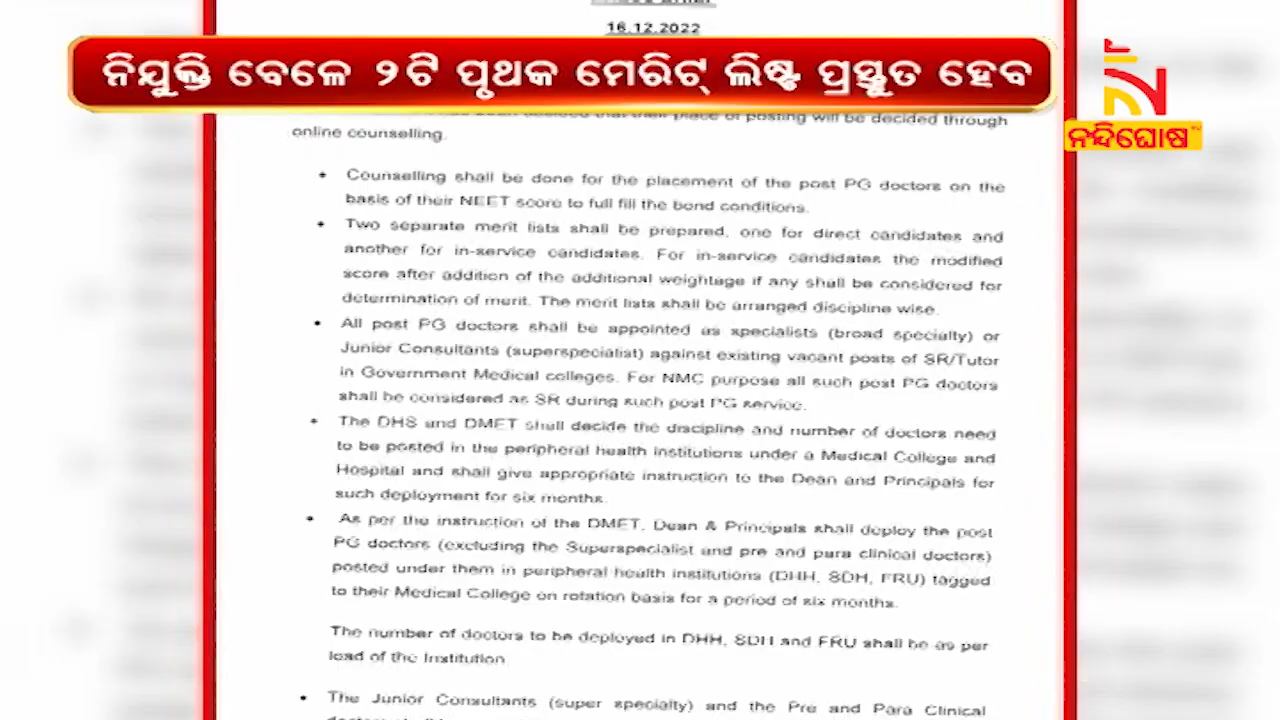 16.12.2022
ନିଯୁକ୍ତି ବେଳେ ୨ଟି ପୃଥକ ମେରିଟ୍ ଲିଷ୍ଟ ପ୍ରସ୍ତୁତ ହେବ
ନନ୍ଦିଘୋଷ
that their place of posting will be decided through
online counselling.
• Counselling shall be done for the placement of the post PG doctors on the
basis of their NEET score to full fill the bond conditions.
• Two separate merit lists shall be prepared, one for direct candidates and
another for in-service candidates. For in-service candidates the modified
score after addition of the additional weightage if any shall be considered for
determination of merit. The merit lists shall be arranged discipline wise.
• All post PG doctors shall be appointed as specialists (broad specialty) or
Junior Consultants (superspecialist) against existing vacant posts of SR/Tutor
in Government Medical colleges. For NMC purpose all such post PG doctors
shall be considered as SR during such post PG service.
• The DHS and DMET shall decide the discipline and number of doctors need
to be posted in the peripheral health institutions under a Medical College and
Hospital and shall give appropriate instruction to the Dean and Principals for
such deployment for six months.
• As per the instruction of the DMET, Dean & Principals shall deploy the post
PG doctors (excluding the Superspecialist and pre and para clinical doctors)
posted under them in peripheral health institutions (DHH, SDH, FRU) tagged
to their Medical College on rotation basis for a period of six months.
The number of doctors to be deployed in DHH, SDH and FRU shall be as per
load of the Institution
• The Junior Consultants (super specialty) and the Pre and Para Clinical